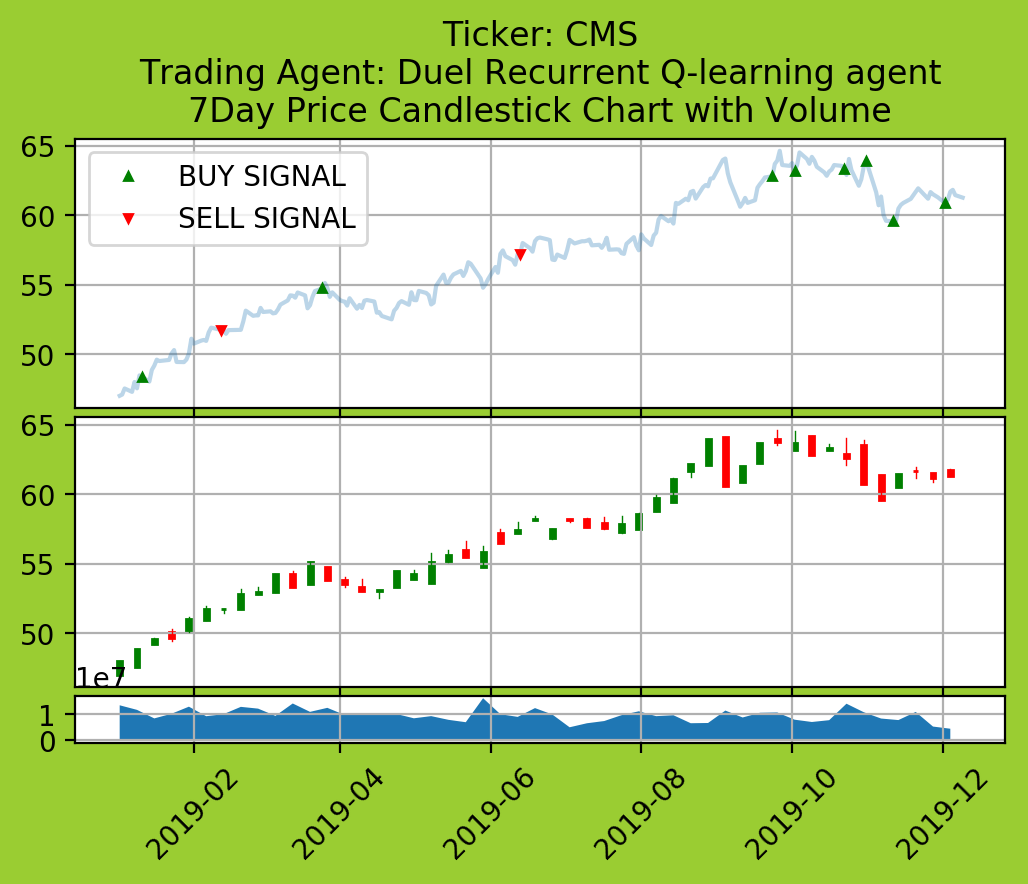 Ticker: CMS
Trading Agent: Duel Recurrent Q-learning agent
7Day Price Candlestick Chart with Volume
65
60
55
50
BUY SIGNAL
SELL SIGNAL
65
60
55
50
1e7
1
0
2019-02
2019-04
2019-06
2019-08
2019-10
2019-12